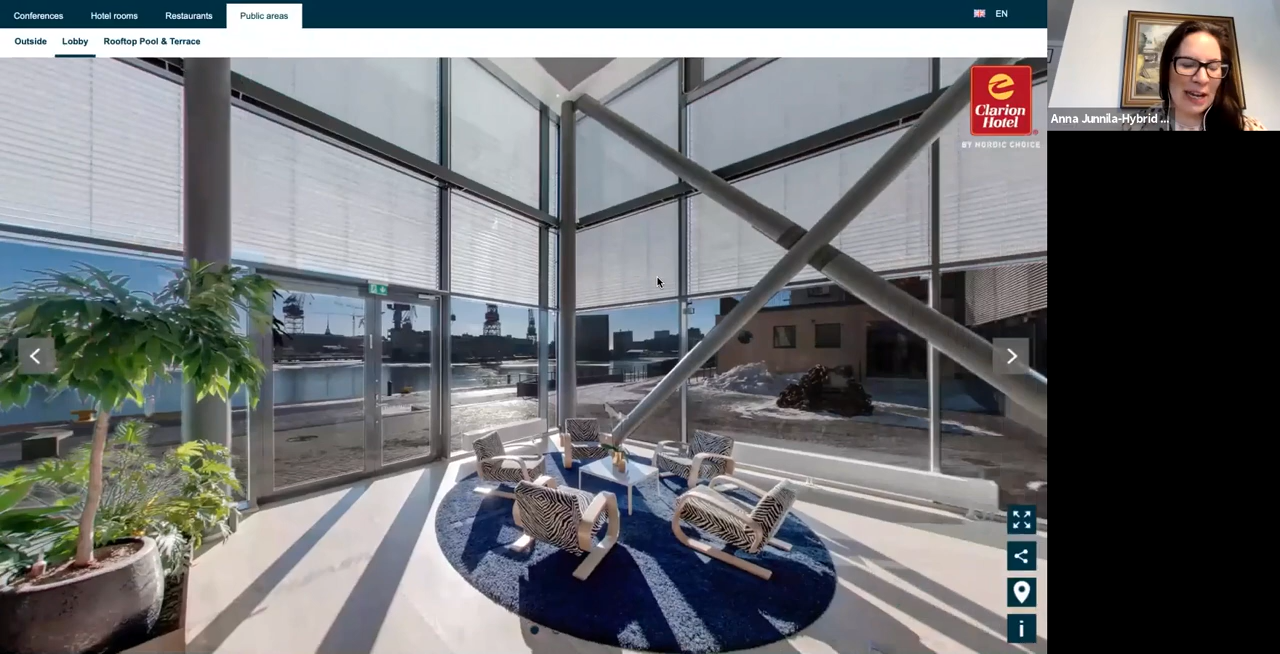 Conferences
Hotel rooms
Restaurants
Public areas
EN
Outside
Lobby
Rooftop Pool & Terrace
Clarion
Hotel
BY NORDIC CHOICE
Anna Junnila-Hybrid ...
i